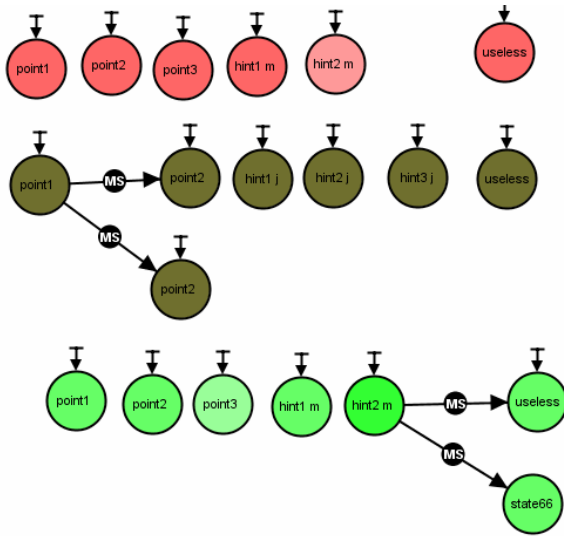 point1 point2 point3 hint1 m hint2 m useless
point1 MS point2 hint1 j hint2 j hint3 j useless
MS
point2
point1 point2 point3 hint1 m hint2 m MS useless
MS
state66